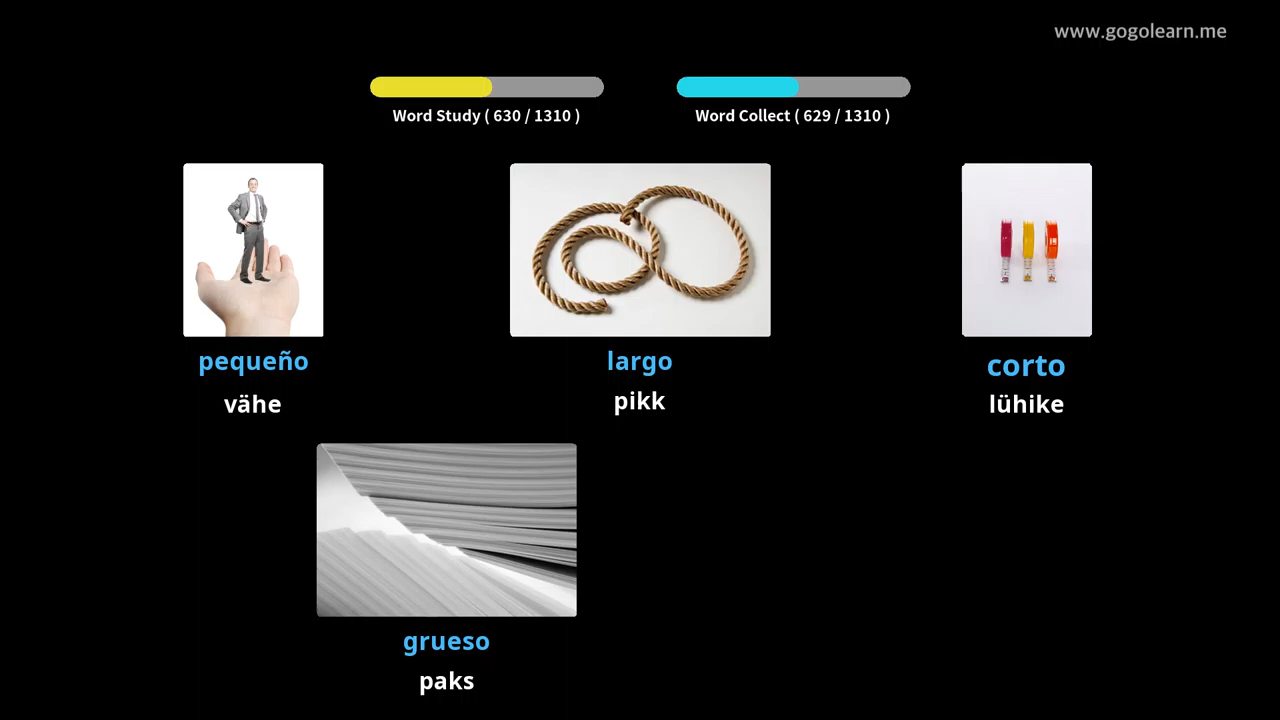 www.gogolearn.me
Word Study ( 630 / 1310 )
Word Collect ( 629 / 1310 )
pequeño
vähe
largo
pikk
corto
lühike
grueso
paks